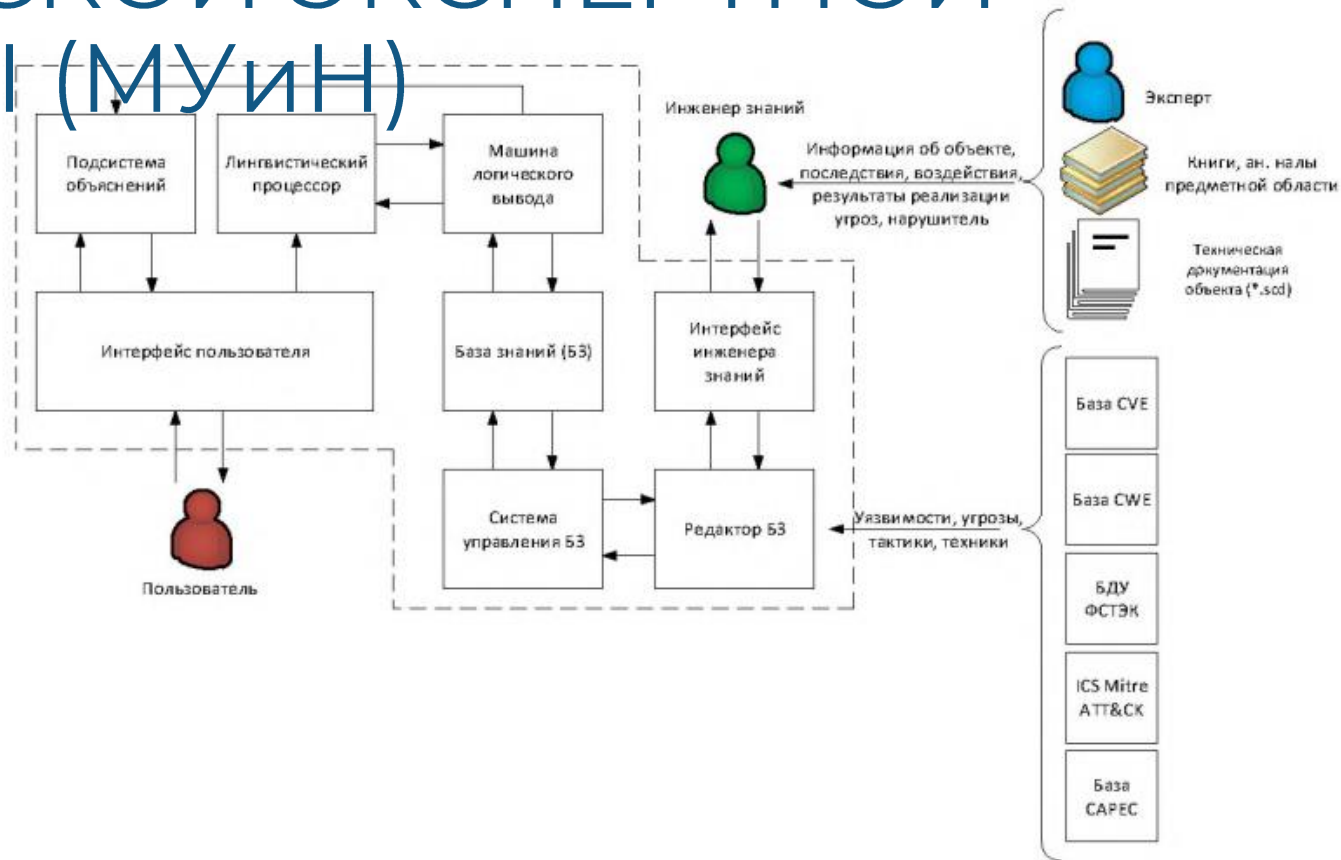 (МУиН)
Эксперт
Инженер знаний
Информация об объекте,
последствия, воздействия,
результаты реализации
угроз, нарушитель
Книги, ан. налы
предметной области
Техническая
документация
объекта (*.scd)
Подсистема
объяснений
Лингвистический
процессор
Машина
логического
вывода
Интерфейс пользователя
База знаний (БЗ)
Интерфейс
инженера
знаний
Пользователь
Система
управления БЗ
Редактор БЗ
Уязвимости, угрозы,
тактики, техники
База CVE
База CWE
БДУ
ФСТЭК
ICS Mitre
ATT&CK
База
CAPEC